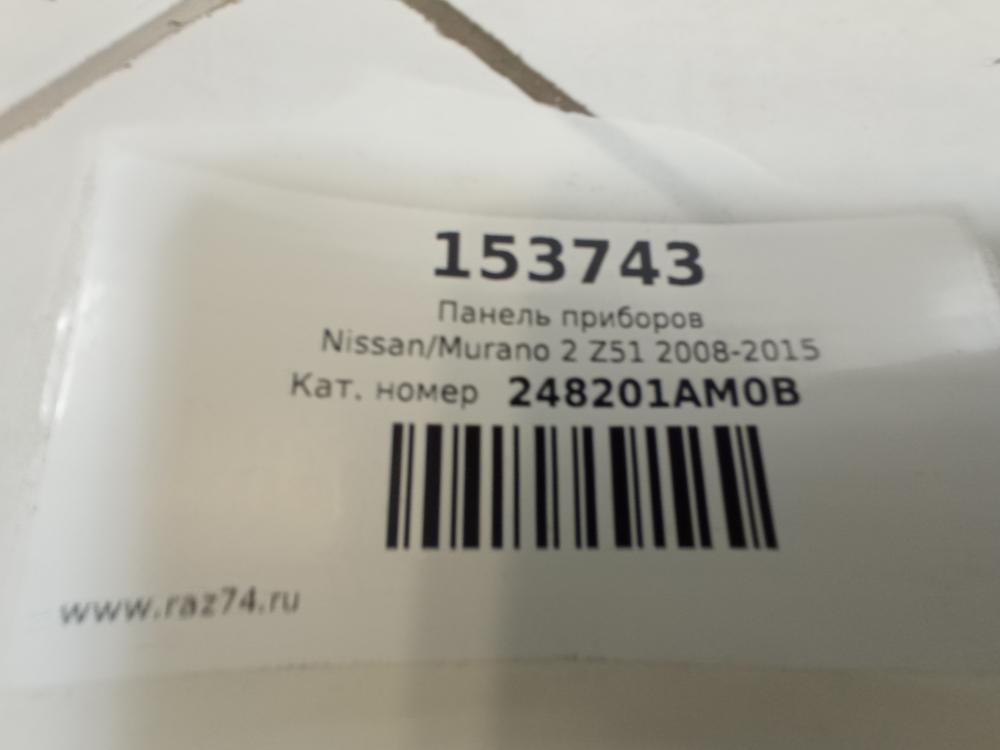 153743
Панель приборов
Nissan/Murano 2 Z51 2008-2015
Кат. номер 248201AM0B
www.raz74.ru